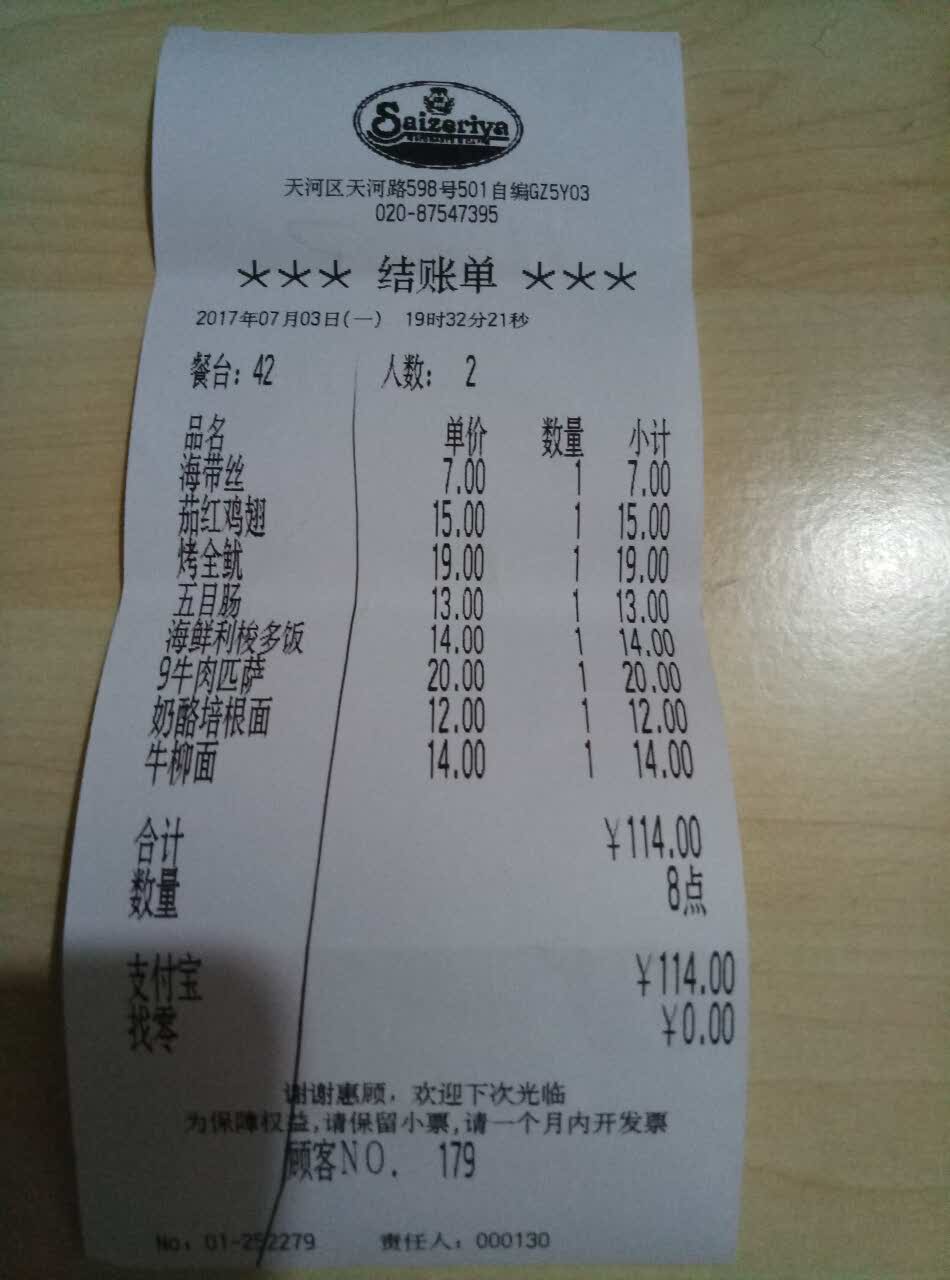 Saizeriya
天河区天河路598号501自编GZ5Y03
020-87547395
*** 结账单 ***
2017年07月03日(一) 19时32分21秒
餐台: 42 人数: 2
品名 单价 数量 小计
海带丝 7.00 1 7.00
茄红鸡翅 15.00 1 15.00
烤全鱿 19.00 1 19.00
五目肠 13.00 1 13.00
海鲜利梭多饭 14.00 1 14.00
9牛肉匹萨 20.00 1 20.00
奶酪培根面 12.00 1 12.00
牛柳面 14.00 1 14.00
合计 ¥114.00
数量 8点
支付宝 ¥114.00
找零 ¥0.00
谢谢惠顾，欢迎下次光临
为保障权益,请保留小票,请一个月内开发票
顾客NO. 179
No: 01-252279 责任人: 000130